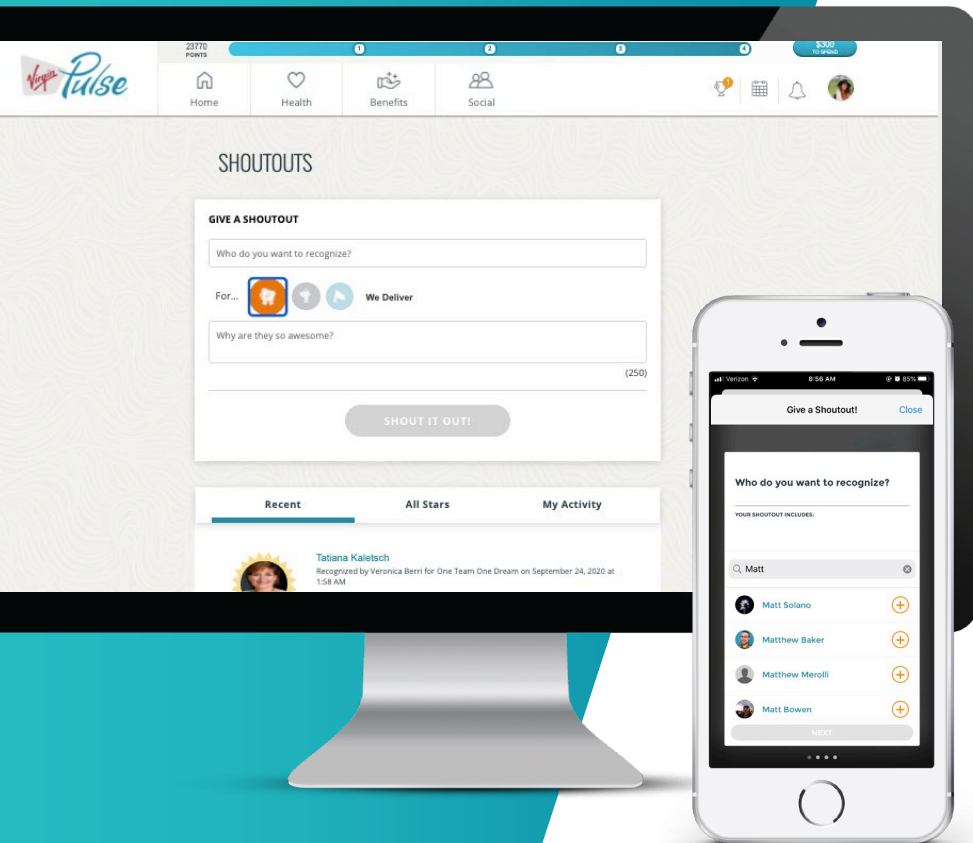 Virgin Pulse
23770
POINTS
1
2
3
4
$300
TO SPEND
Home
Health
Benefits
Social
1
SHOUTOUTS
GIVE A SHOUTOUT
Who do you want to recognize?
For...
We Deliver
Why are they so awesome?
(250)
SHOUT IT OUT!
Recent
All Stars
My Activity
Tatiana Kaletsch
Recognized by Veronica Berri for One Team One Dream on September 24, 2020 at
1:58 AM
Verizon
8:56 AM
85%
Give a Shoutout!
Close
Who do you want to recognize?
YOUR SHOUTOUT INCLUDES:
Matt
Matt Solano
Matthew Baker
Matthew Merolli
Matt Bowen
NEXT